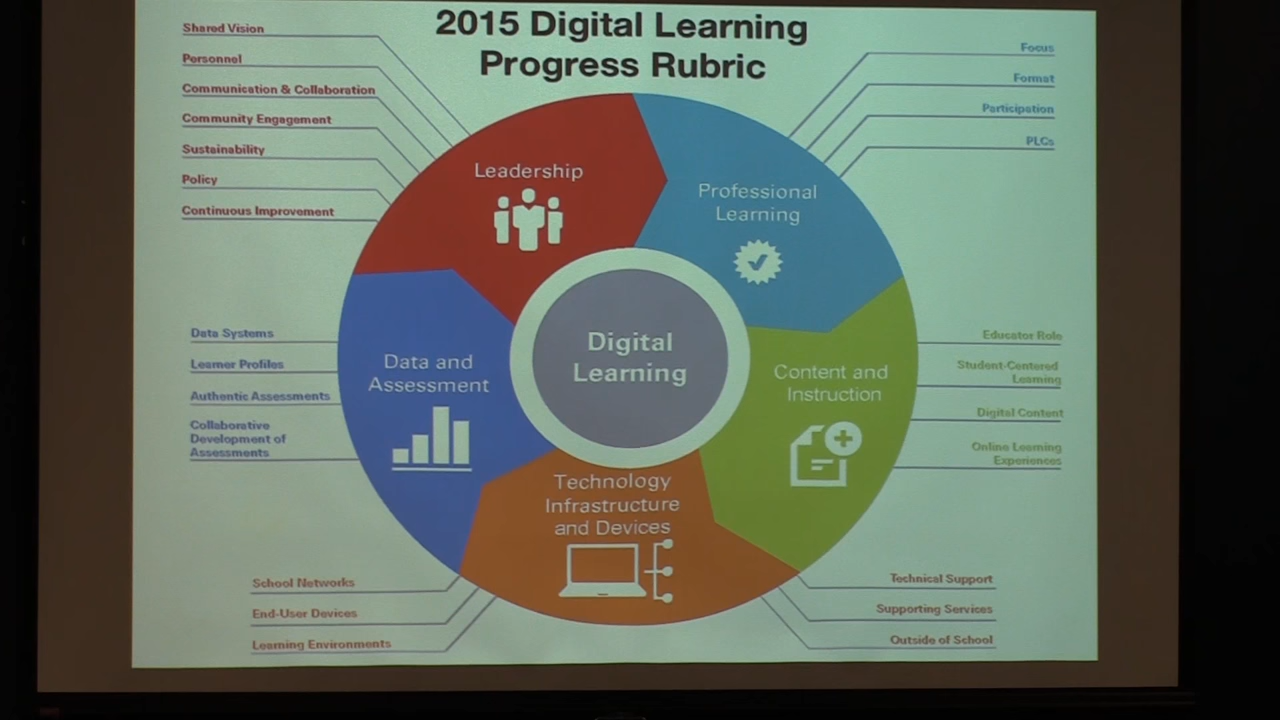 2015 Digital Learning
Progress Rubric
Shared Vision
Personnel
Communication & Collaboration
Community Engagement
Sustainability
Policy
Continuous Improvement
Focus
Format
Participation
PLCs
Leadership
Professional
Learning
Digital
Learning
Data and
Assessment
Content and
Instruction
Technology
Infrastructure
and Devices
Data Systems
Learner Profiles
Authentic Assessments
Collaborative
Development of
Assessments
Educator Role
Student-Centered
Learning
Digital Content
Online Learning
Experiences
School Networks
End-User Devices
Learning Environments
Technical Support
Supporting Services
Outside of School